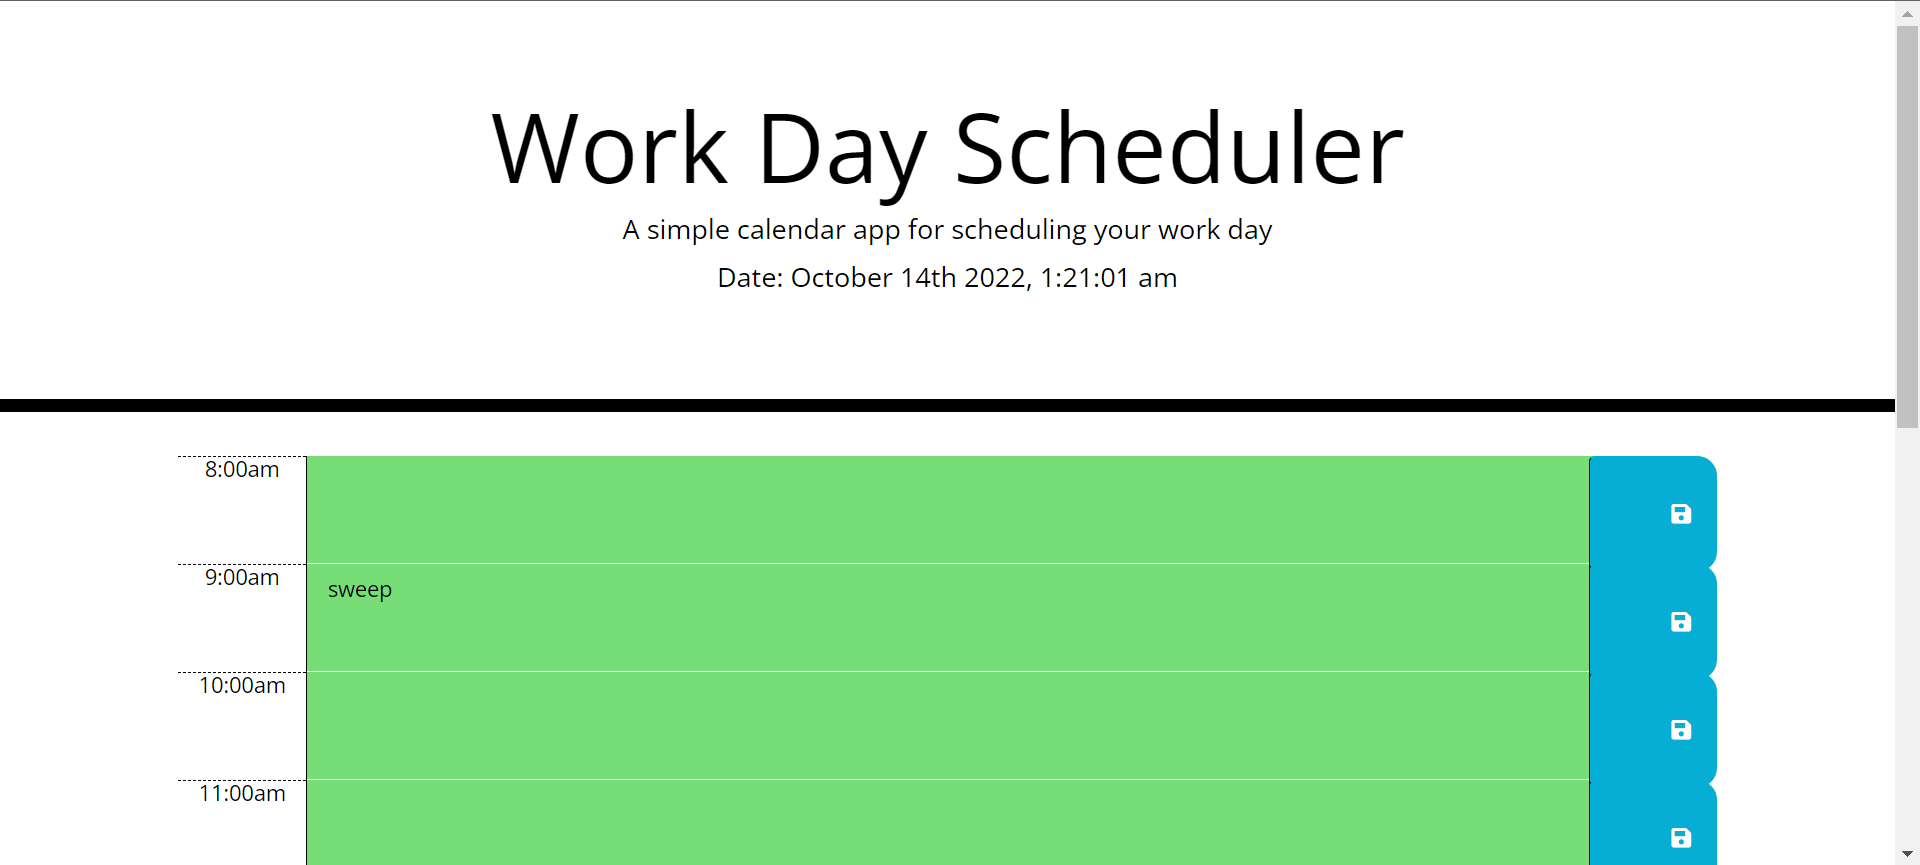 Work Day Scheduler
A simple calendar app for scheduling your work day
Date: October 14th 2022, 1:21:01 am
8:00am
9:00am
sweep
10:00am
11:00am